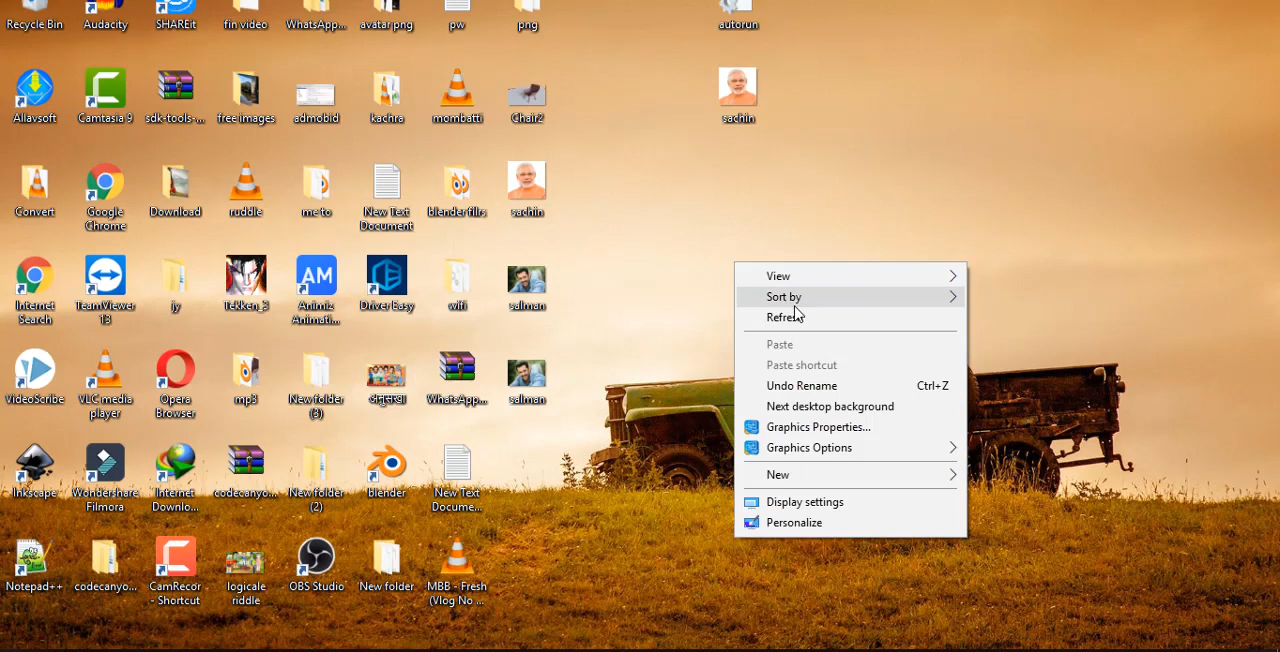 Recycle Bin
Audacity
SHAREit
fin video
WhatsApp...
avatar png
pw
png
autorun
Allavsoft
Camtasia 9
sdk-tools-...
free images
admobid
kachra
mombatti
Chair2
sachin
Convert
Google
Chrome
Download
ruddle
me to
New Text
Document
blender fills
sachin
Internet
Search
TeamViewer
13
jy
Tekken_3
Animiz
Animati...
Driver Easy
wifi
salman
VideoScribe
VLC media
player
Opera
Browser
mp3
New folder
(3)
अनुसखा
WhatsApp...
salman
Inkscape
Wondershare
Filmora
Internet
Downlo...
codecanyo...
New folder
(2)
Blender
New Text
Docume...
Notepad++
codecanyo...
CamRecor
- Shortcut
logicale
riddle
OBS Studio
New folder
MBB - Fresh
(Vlog No ...
View
Sort by
Refresh
Paste
Paste shortcut
Undo Rename Ctrl+Z
Next desktop background
Graphics Properties...
Graphics Options
New
Display settings
Personalize